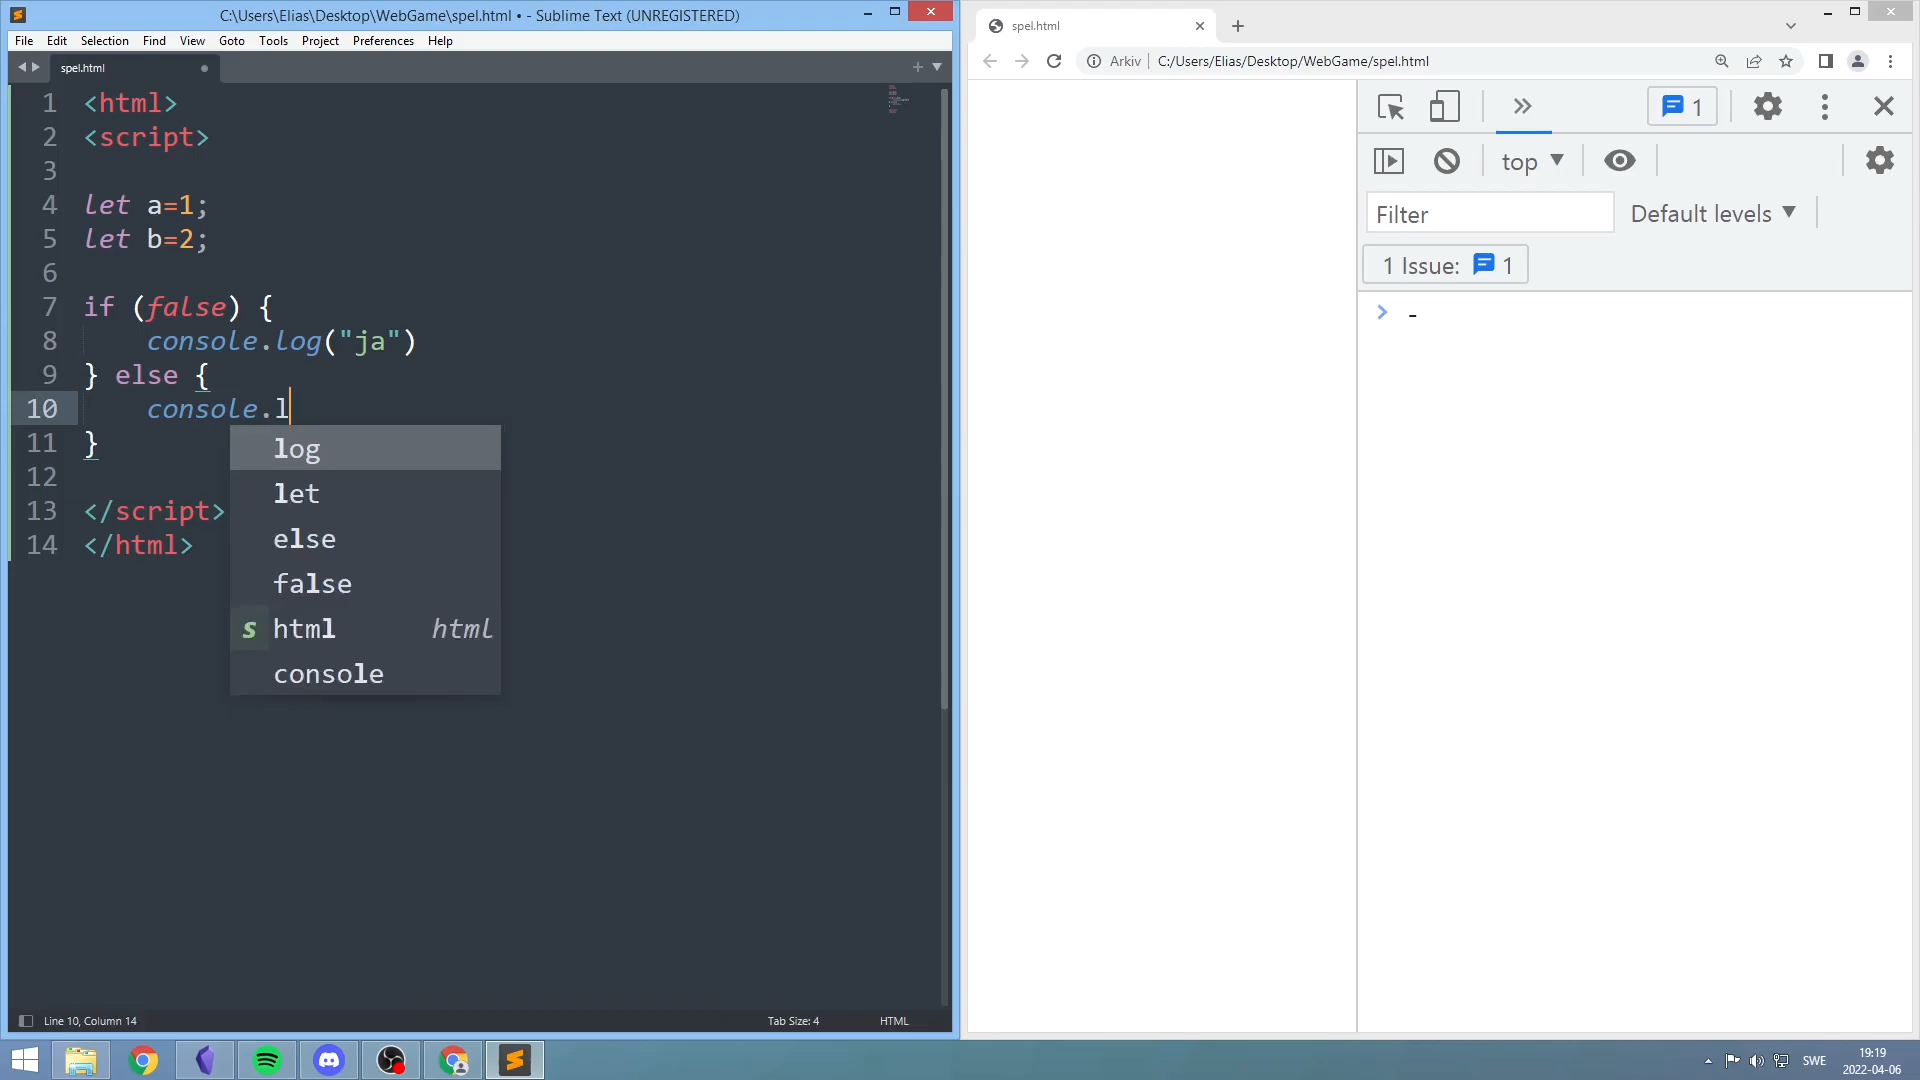 C:\Users\Elias\Desktop\WebGame\spel.html • - Sublime Text (UNREGISTERED)
File Edit Selection Find View Goto Tools Project Preferences Help
spel.html
1 <html>
2 <script>
3
4 let a=1;
5 let b=2;
6
7 if (false) {
8 console.log("ja")
9 } else {
10 console.l
11 }
12
13 </script>
14 </html>
log
let
else
false
s html html
console
Line 10, Column 14
Tab Size: 4
HTML
spel.html
Arkiv C:/Users/Elias/Desktop/WebGame/spel.html
1
top
Filter
Default levels
1 Issue: 1
> -
SWE
19:19
2022-04-06